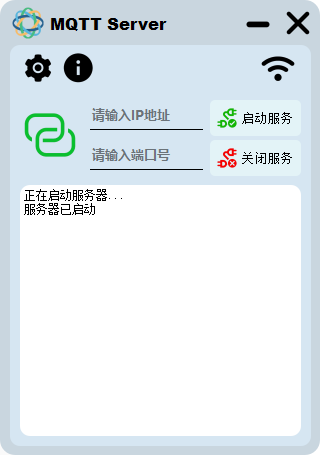 MQTT Server
请输入IP地址
启动服务
请输入端口号
关闭服务
正在启动服务器...
服务器已启动